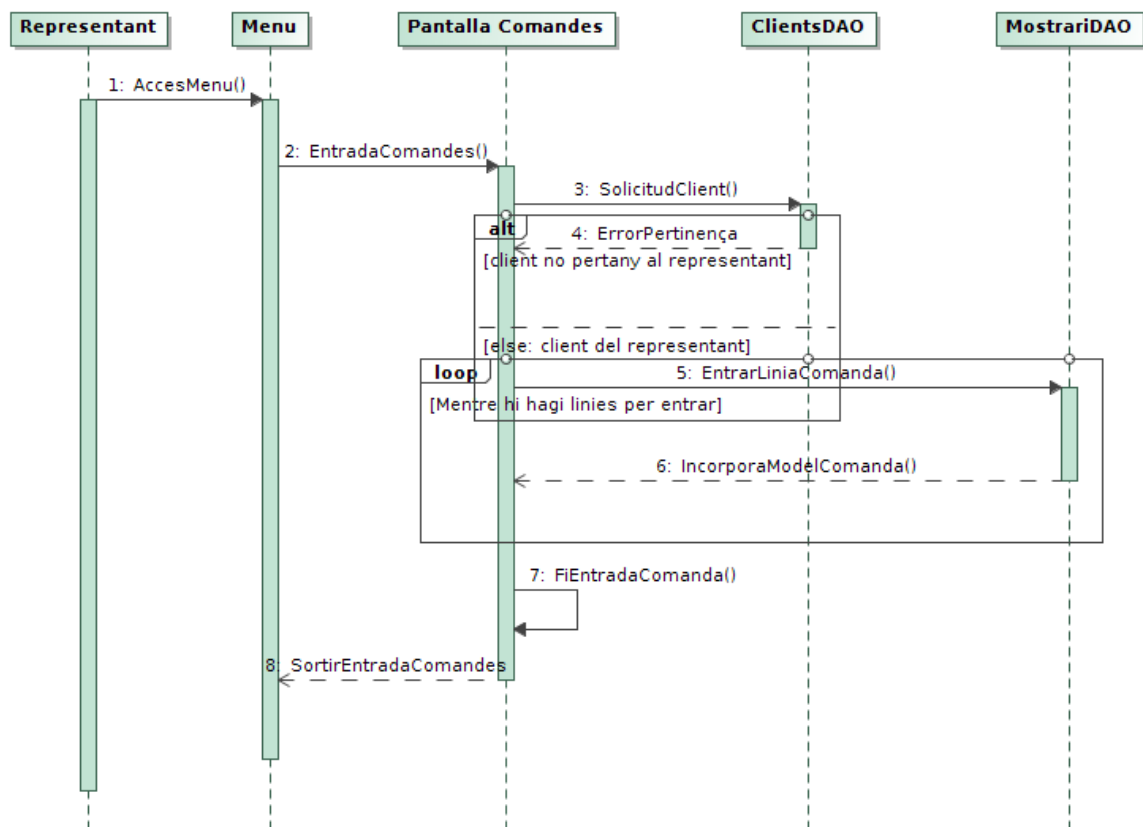 Representant
Menu
Pantalla Comandes
ClientsDAO
MostrariDAO
1: AccesMenu()
2: EntradaComandes()
3: SolicitudClient()
alt
4: ErrorPertinença
[client no pertany al representant]
[else: client del representant]
loop
5: EntrarLiniaComanda()
[Mentre hi hagi linies per entrar]
6: IncorporaModelComanda()
7: FiEntradaComanda()
8: SortirEntradaComandes